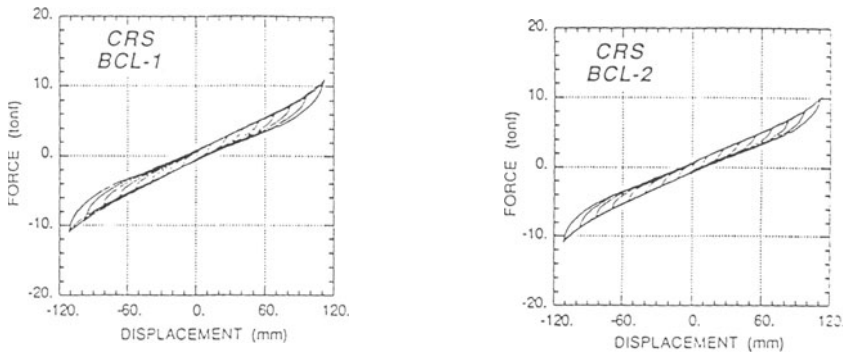 20.
CRS
BCL-1
10.
0.
-10.
20.
-120.
-60.
0.
60.
120.
FORCE (tonf)
DISPLACEMENT (mm)
20.
CRS
BCL-2
10.
0.
-10.
-20.
-120
-60.
0.
60.
120.
FORCE (tonf)
DISPLACEMENT (mm)